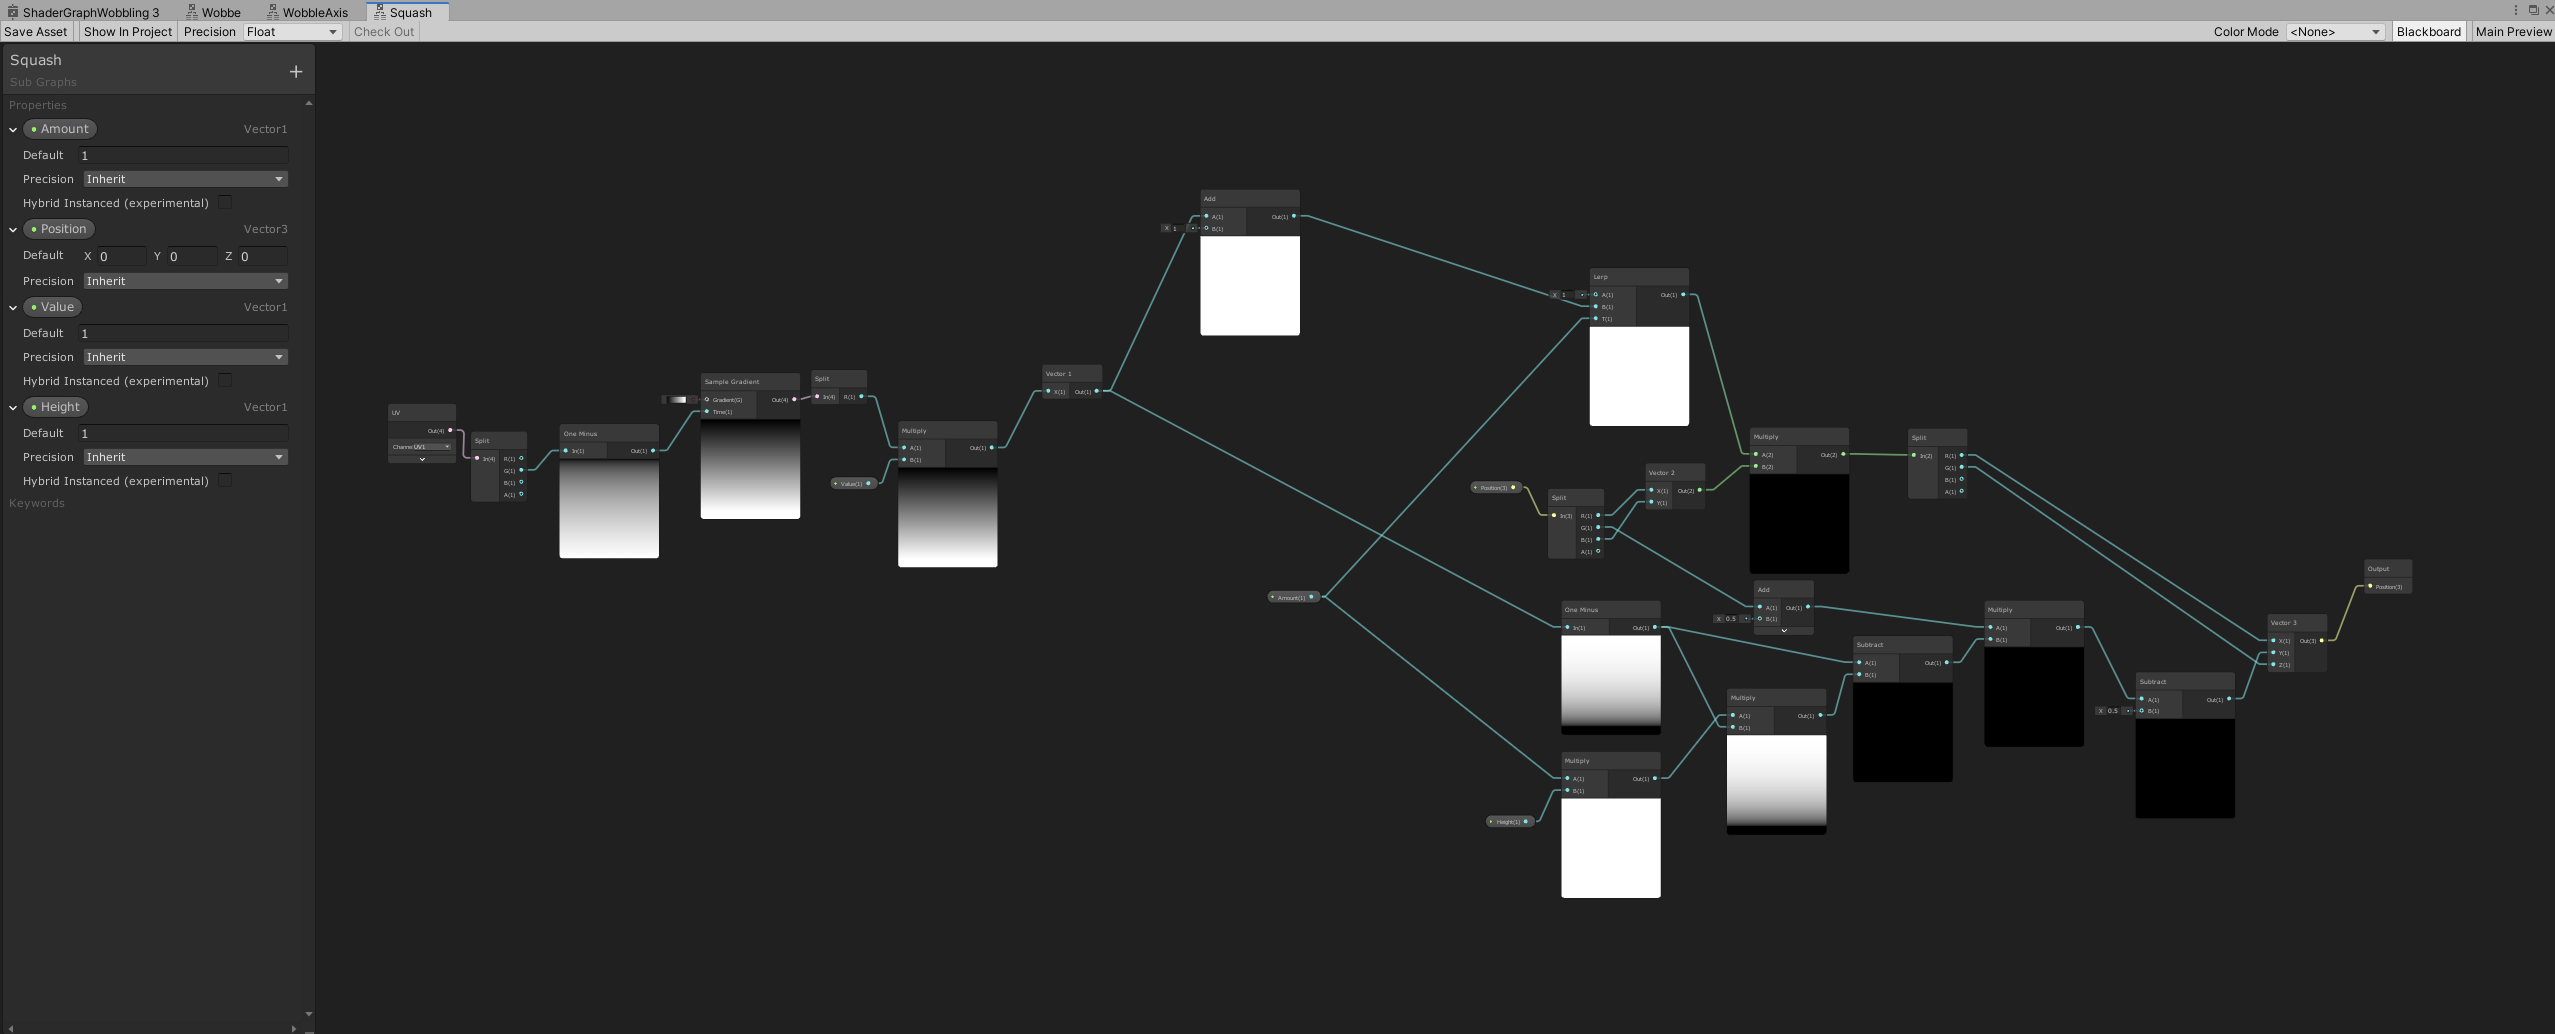 ShaderGraphWobbling 3 Wobbe WobbleAxis Squash
Save Asset Show In Project Precision Float Check Out Color Mode <None> Blackboard Main Preview
Squash
Sub Graphs
Properties
Amount Vector1
Default 1
Precision Inherit
Hybrid Instanced (experimental)
Position Vector3
Default X 0 Y 0 Z 0
Precision Inherit
Value Vector1
Default 1
Precision Inherit
Hybrid Instanced (experimental)
Height Vector1
Default 1
Precision Inherit
Hybrid Instanced (experimental)
Keywords
UV
Out(4)
Channe UV1
Split
In(4) R(1)
G(1)
B(1)
A(1)
One Minus
In(1) Out(1)
Sample Gradient
Gradient(G) Out(4)
Time(1)
Split
In(4) R(1)
Value(1)
Multiply
A(1) Out(1)
B(1)
Vector 1
X(1) Out(1)
Add
A(1) Out(1)
X 1 B(1)
Amount(1)
Lerp
X 1 A(1) Out(1)
B(1)
T(1)
Position(3)
Split
In(3) R(1)
G(1)
B(1)
A(1)
Vector 2
X(1) Out(2)
Y(1)
Multiply
A(2) Out(2)
B(2)
Split
In(2) R(1)
G(1)
B(1)
A(1)
Add
A(1) Out(1)
X 0.5 B(1)
One Minus
In(1) Out(1)
Height(1)
Multiply
A(1) Out(1)
B(1)
Multiply
A(1) Out(1)
B(1)
Subtract
A(1) Out(1)
B(1)
Multiply
A(1) Out(1)
B(1)
Subtract
A(1) Out(1)
X 0.5 B(1)
Vector 3
X(1) Out(3)
Y(1)
Z(1)
Output
Position(3)